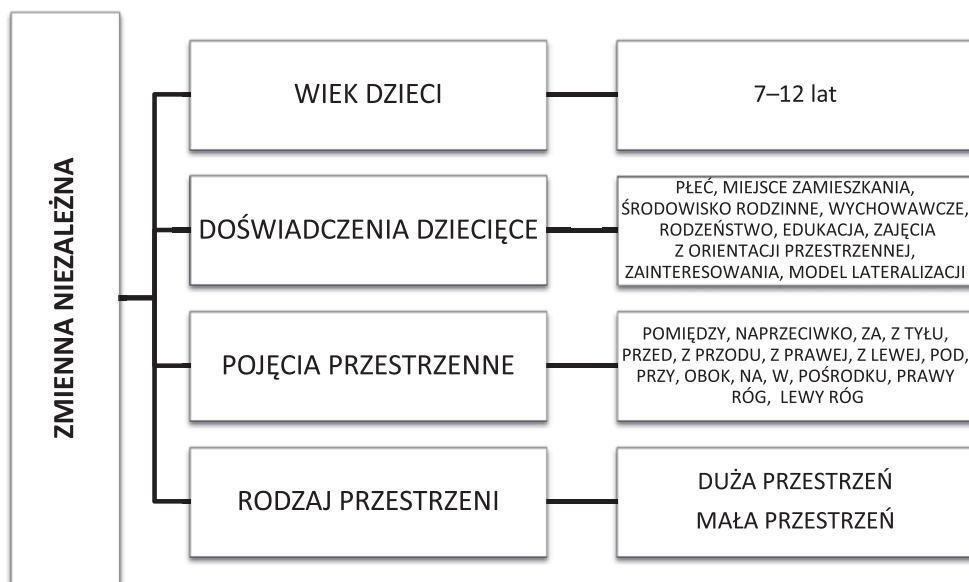 ZMIENNA NIEZALEŻNA
WIEK DZIECI
7–12 lat
DOŚWIADCZENIA DZIECIĘCE
PŁEĆ, MIEJSCE ZAMIESZKANIA,
ŚRODOWISKO RODZINNE, WYCHOWAWCZE,
RODZEŃSTWO, EDUKACJA, ZAJĘCIA
Z ORIENTACJI PRZESTRZENNEJ,
ZAINTERESOWANIA, MODEL LATERALIZACJI
POJĘCIA PRZESTRZENNE
POMIĘDZY, NAPRZECIWKO, ZA, Z TYŁU,
PRZED, Z PRZODU, Z PRAWEJ, Z LEWEJ, POD,
PRZY, OBOK, NA, W, POŚRODKU, PRAWY
RÓG, LEWY RÓG
RODZAJ PRZESTRZENI
DUŻA PRZESTRZEŃ
MAŁA PRZESTRZEŃ